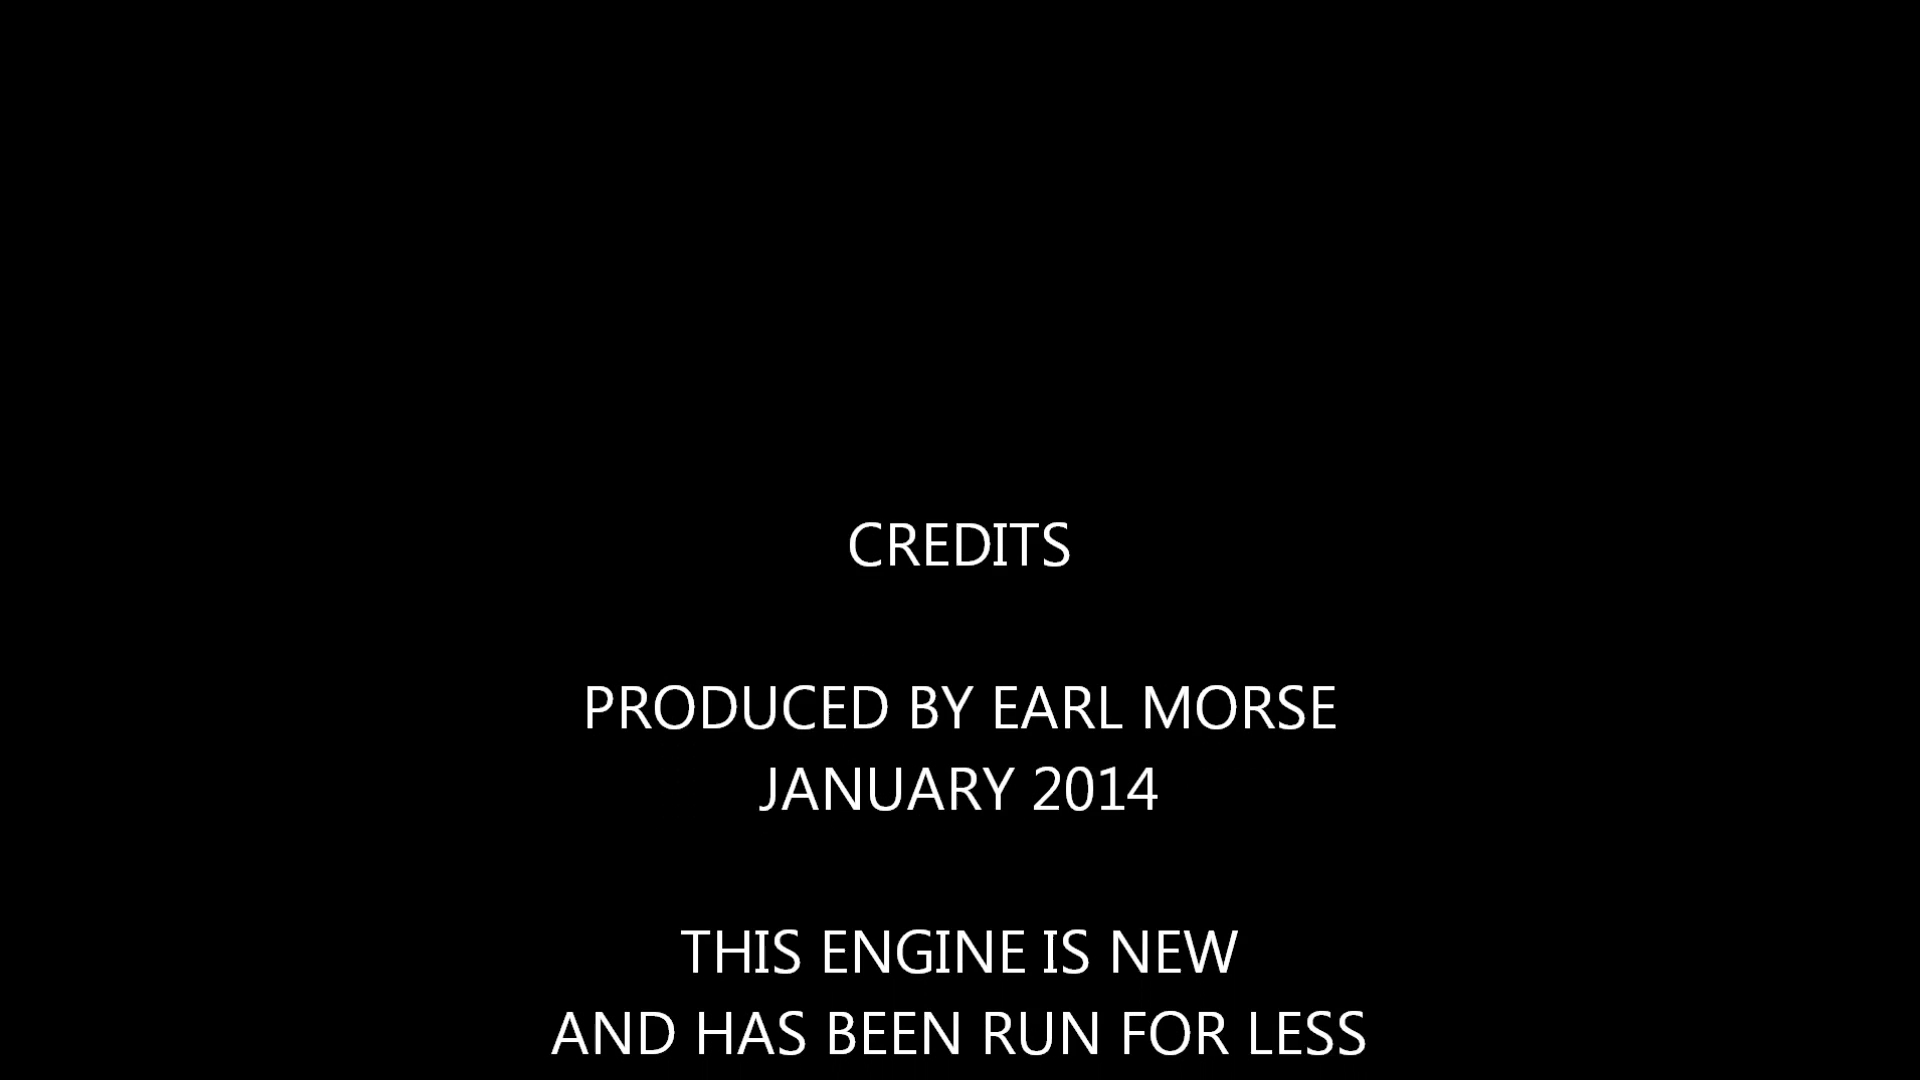 CREDITS
PRODUCED BY EARL MORSE
JANUARY 2014
THIS ENGINE IS NEW
AND HAS BEEN RUN FOR LESS